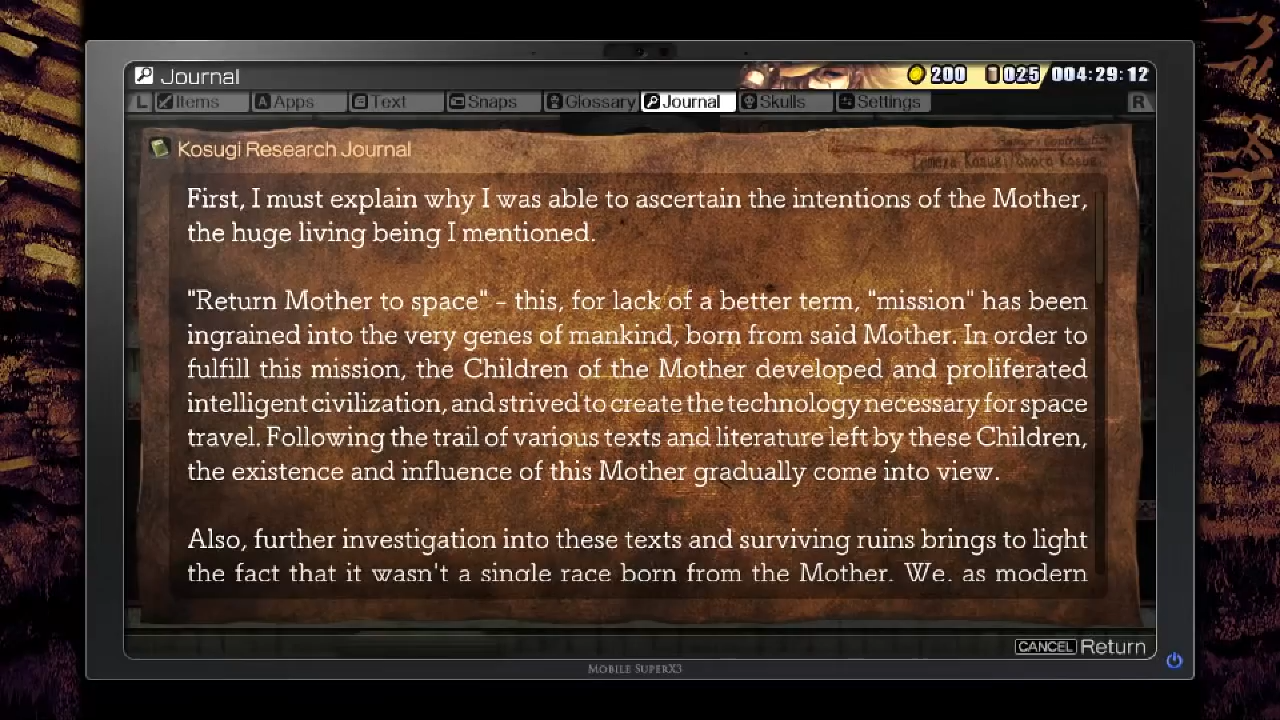 Journal
200 025 004:29:12
L Items A Apps Text Snaps Glossary Journal Skulls Settings R
Kosugi Research Journal
First, I must explain why I was able to ascertain the intentions of the Mother,
the huge living being I mentioned.
"Return Mother to space" - this, for lack of a better term, "mission" has been
ingrained into the very genes of mankind, born from said Mother. In order to
fulfill this mission, the Children of the Mother developed and proliferated
intelligent civilization, and strived to create the technology necessary for space
travel. Following the trail of various texts and literature left by these Children,
the existence and influence of this Mother gradually come into view.
Also, further investigation into these texts and surviving ruins brings to light
the fact that it wasn't a single race born from the Mother. We, as modern
CANCEL Return
MOBILE SUPERX3